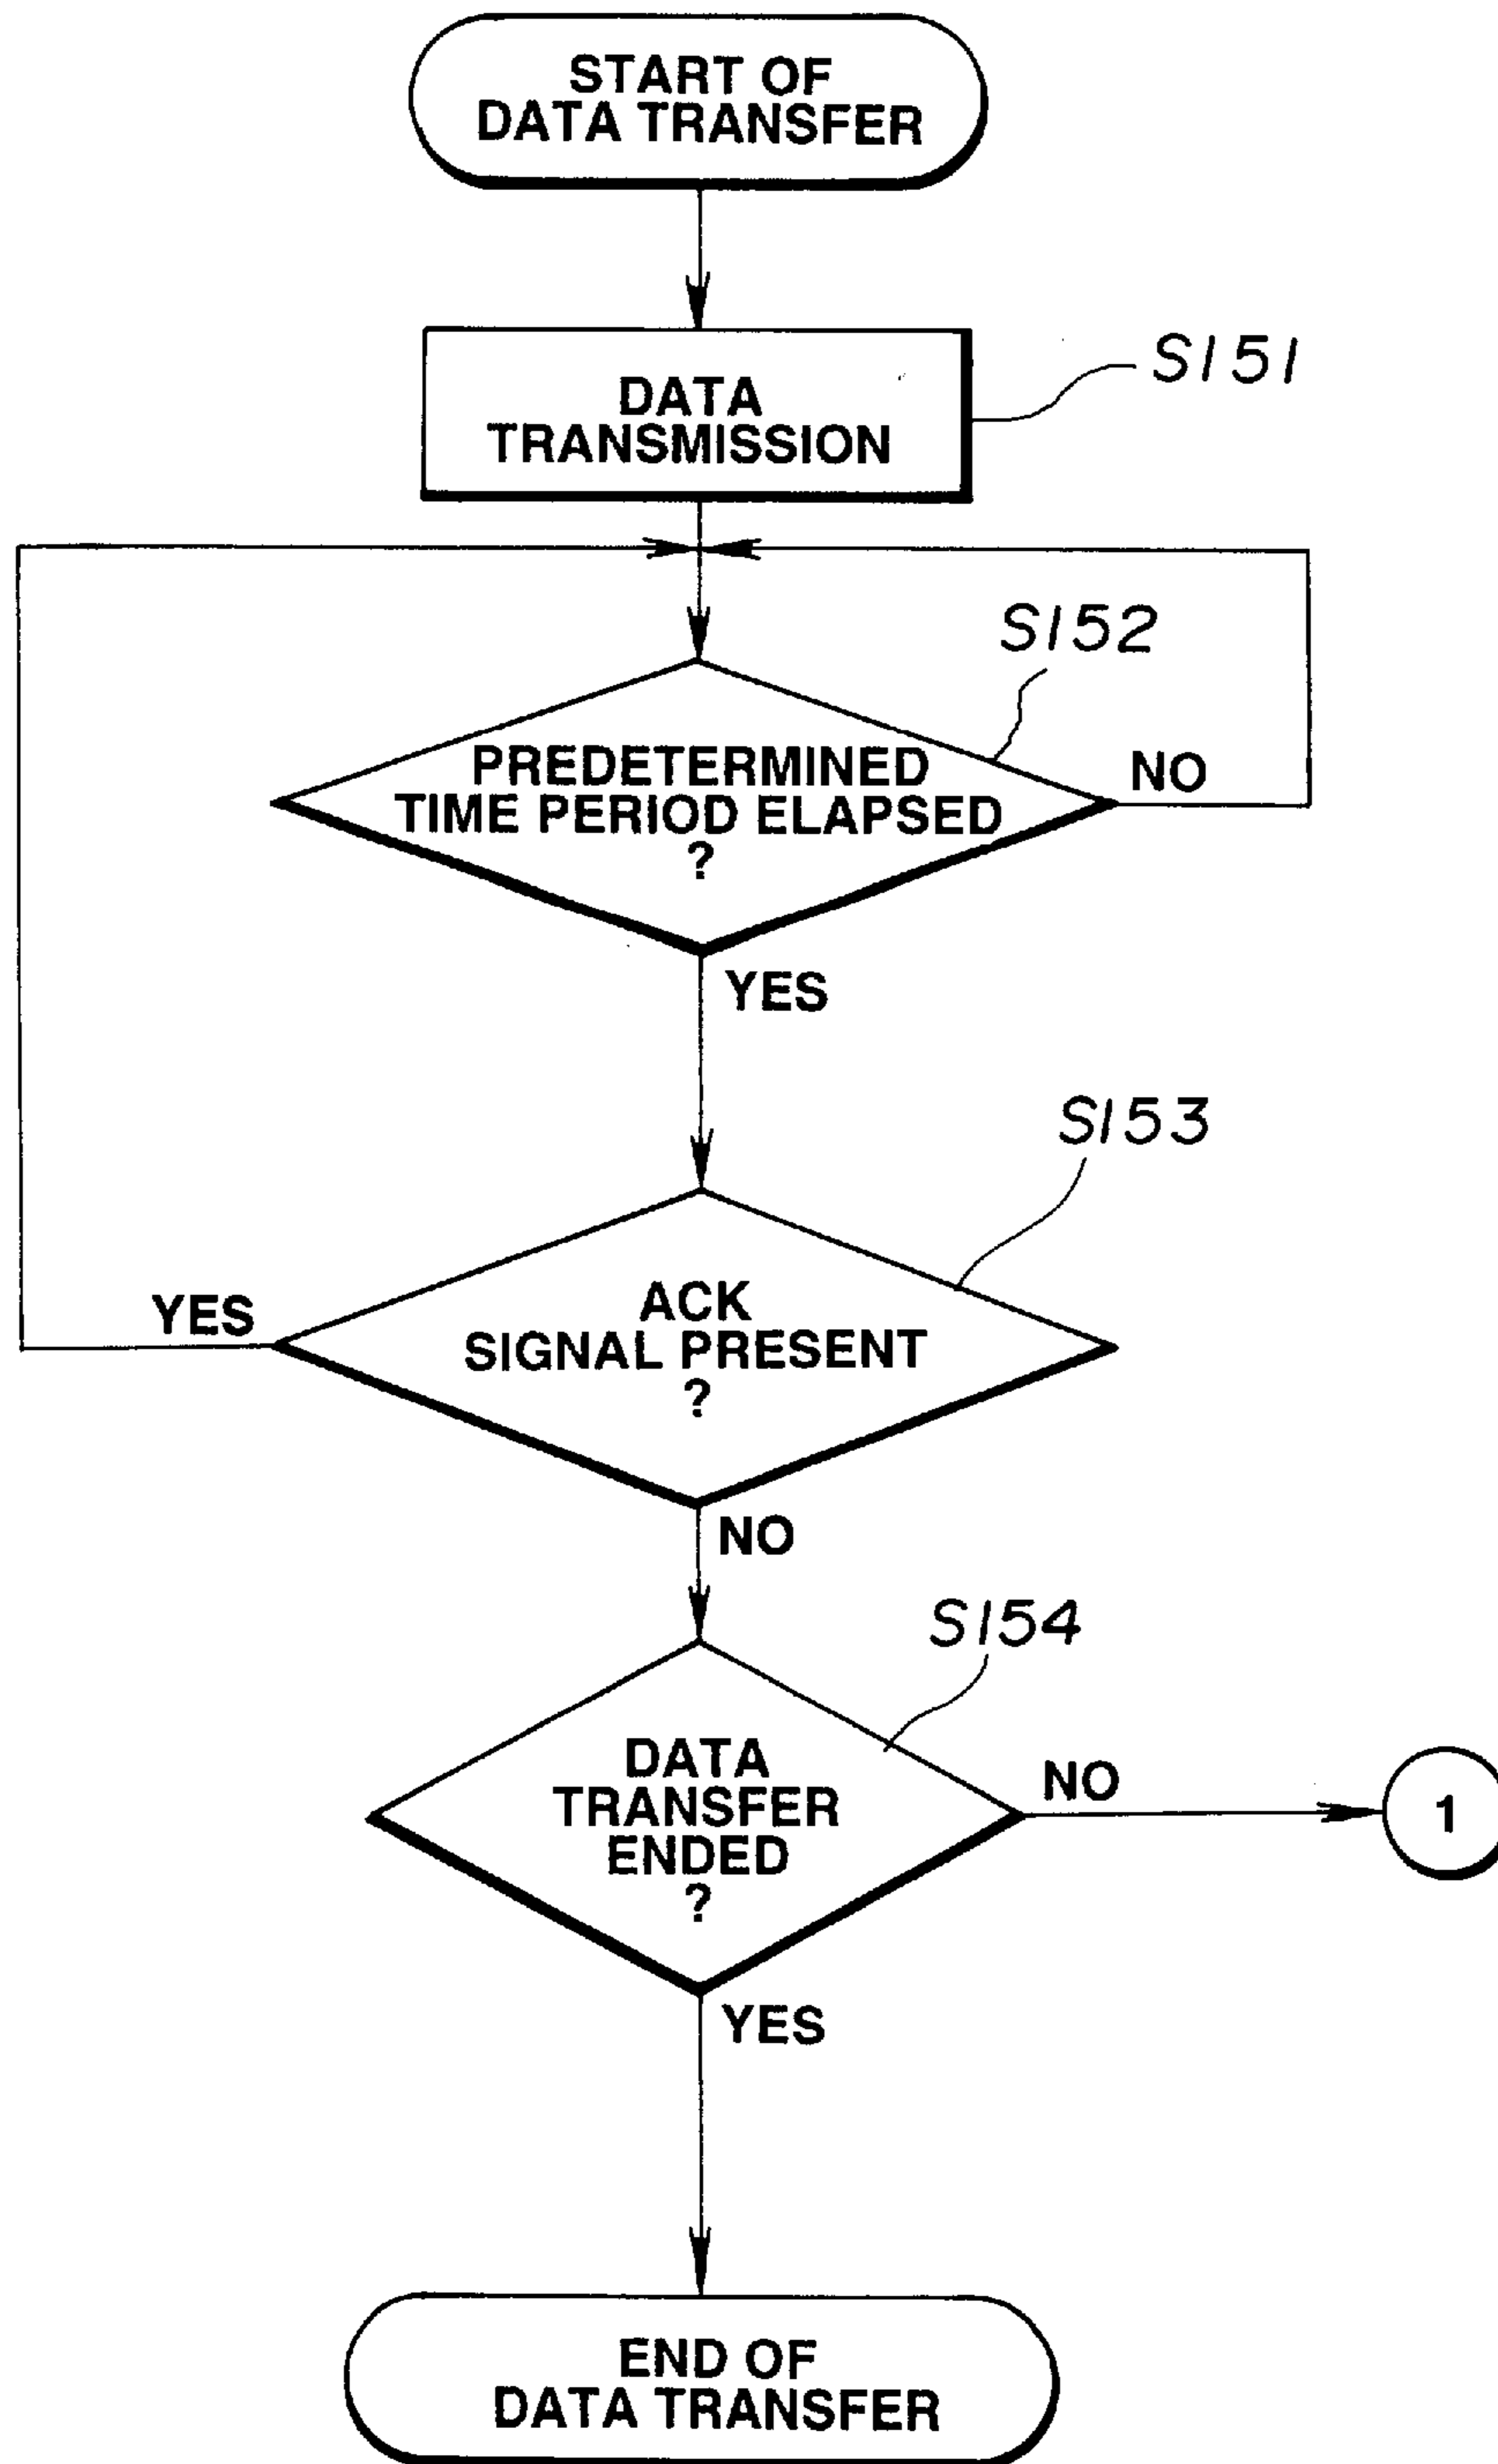 START OF
DATA TRANSFER
DATA
TRANSMISSION
S151
S152
PREDETERMINED
TIME PERIOD ELAPSED
?
NO
YES
S153
ACK
SIGNAL PRESENT
?
YES
NO
S154
DATA
TRANSFER
ENDED
?
NO
1
YES
END OF
DATA TRANSFER